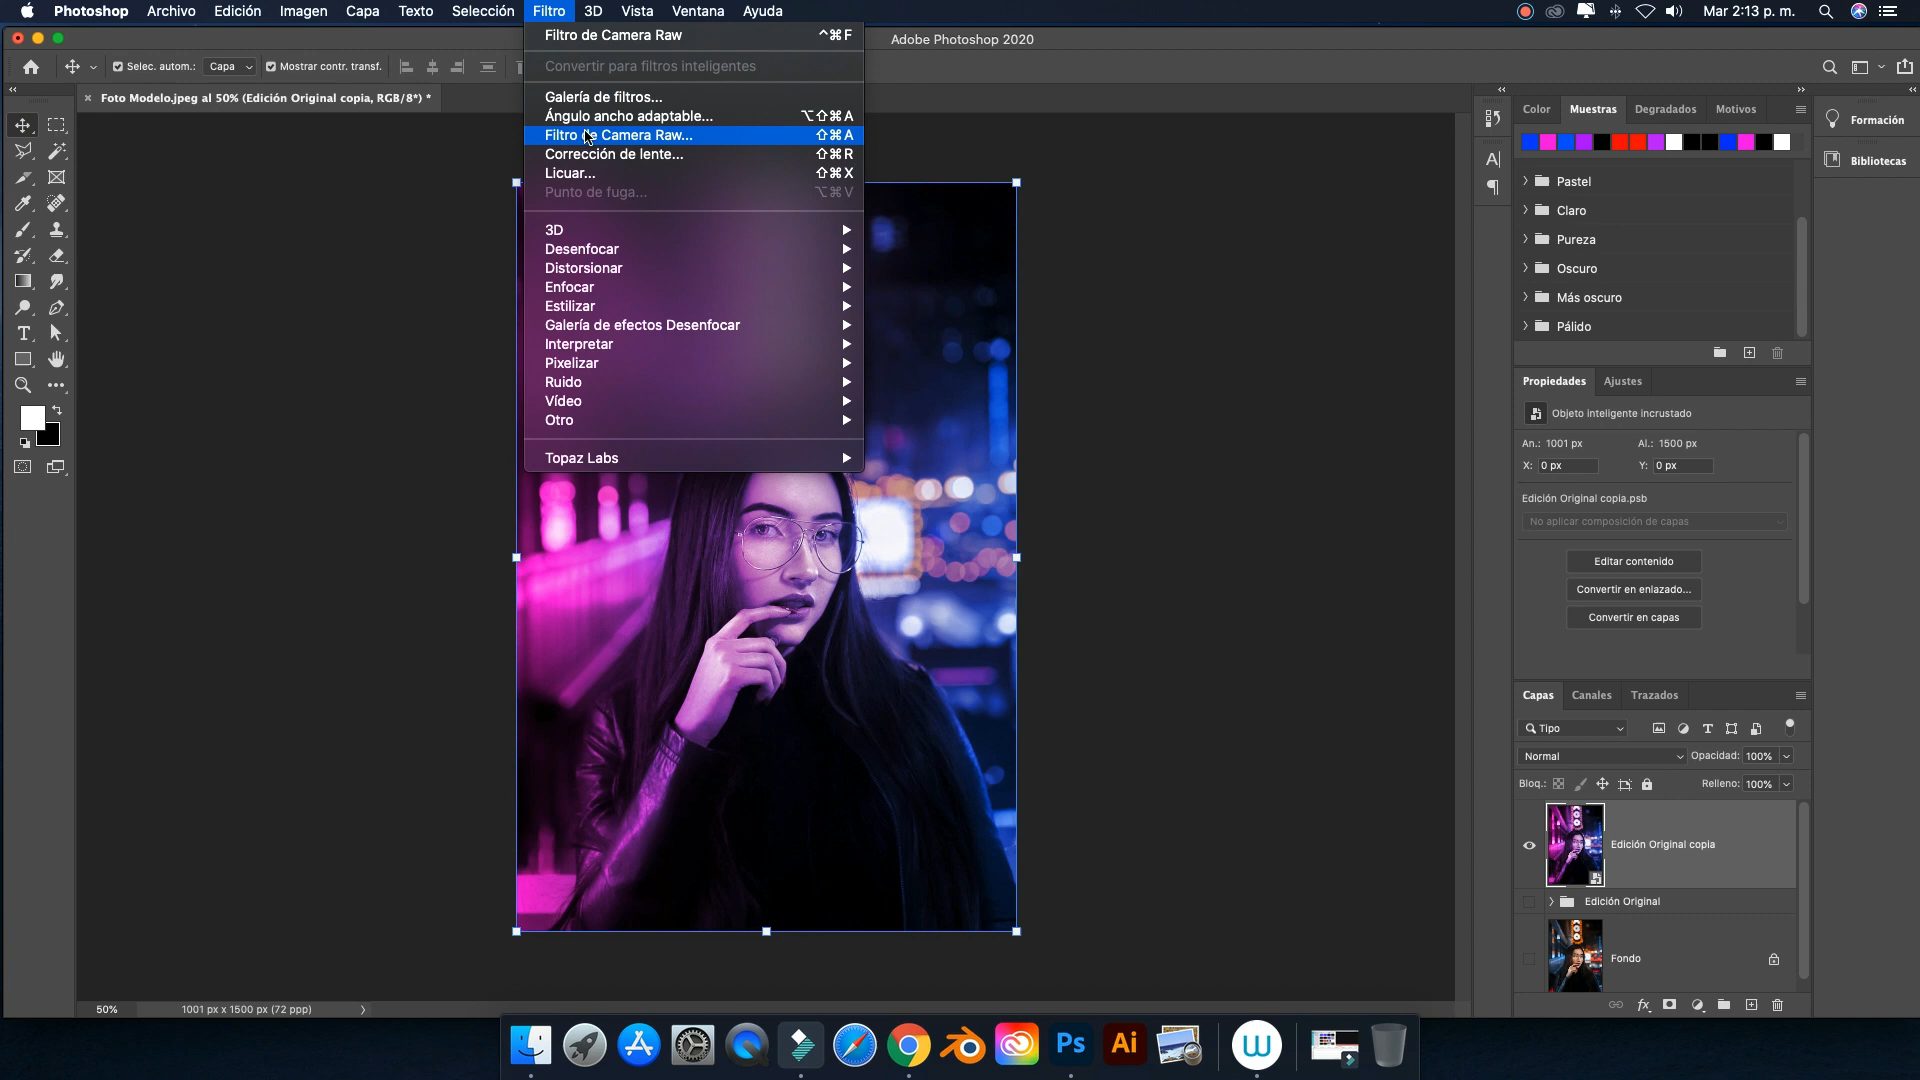 Photoshop Archivo Edición Imagen Capa Texto Selección Filtro 3D Vista Ventana Ayuda Mar 2:13 p. m.
Adobe Photoshop 2020
Selec. autom.: Capa Mostrar contr. transf.
Foto Modelo.jpeg al 50% (Edición Original copia, RGB/8*) *
Filtro de Camera Raw ^⌘F
Convertir para filtros inteligentes
Galería de filtros...
Ángulo ancho adaptable... ⌥⇧⌘A
Filtro de Camera Raw... ⇧⌘A
Corrección de lente... ⇧⌘R
Licuar... ⇧⌘X
Punto de fuga... ⌥⌘V
3D
Desenfocar
Distorsionar
Enfocar
Estilizar
Galería de efectos Desenfocar
Interpretar
Pixelizar
Ruido
Vídeo
Otro
Topaz Labs
Color Muestras Degradados Motivos
Pastel
Claro
Pureza
Oscuro
Más oscuro
Pálido
Formación
Bibliotecas
Propiedades Ajustes
Objeto inteligente incrustado
An.: 1001 px Al.: 1500 px
X: 0 px Y: 0 px
Edición Original copia.psb
No aplicar composición de capas
Editar contenido
Convertir en enlazado...
Convertir en capas
Capas Canales Trazados
Tipo
Normal Opacidad: 100%
Bloq.: Relleno: 100%
Edición Original copia
Edición Original
Fondo
50% 1001 px x 1500 px (72 ppp)
Ps Ai